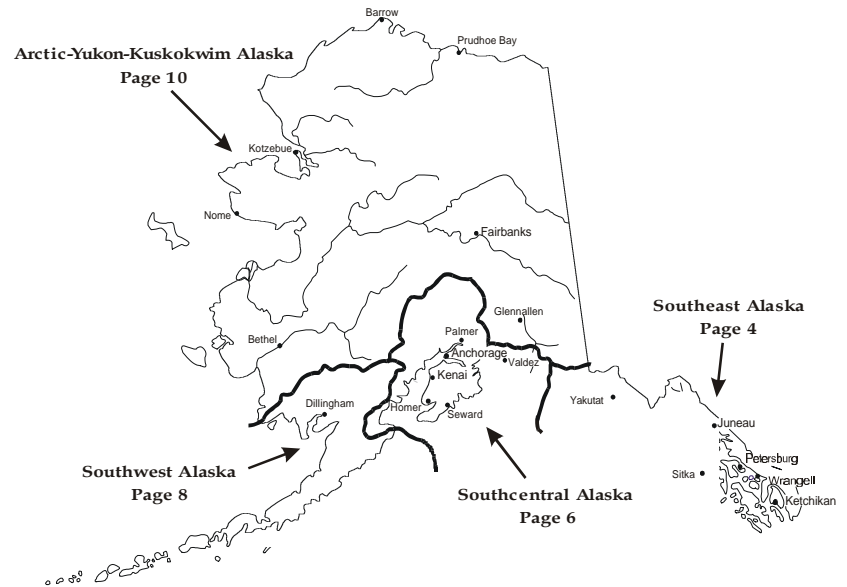 Barrow
Prudhoe Bay
Arctic-Yukon-Kuskokwim Alaska
Page 10
Kotzebue
Nome
Fairbanks
Glennallen
Southeast Alaska
Page 4
Palmer
Bethel
Anchorage
Valdez
Kenai
Yakutat
Dillingham
Homer
Seward
Juneau
Petersburg
Southwest Alaska
Page 8
Sitka
Wrangell
Southcentral Alaska
Page 6
Ketchikan